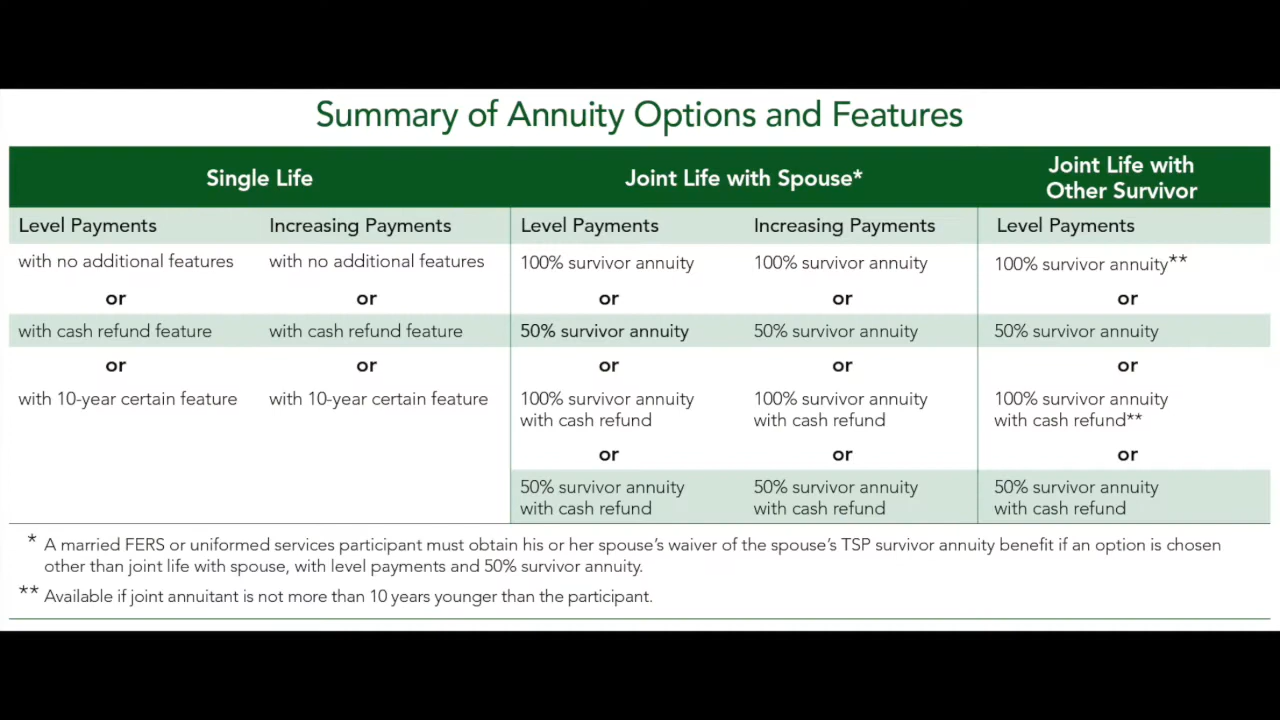 Summary of Annuity Options and Features
Single Life
Joint Life with Spouse*
Joint Life with
Other Survivor
Level Payments
Increasing Payments
Level Payments
Increasing Payments
Level Payments
with no additional features
with no additional features
100% survivor annuity
100% survivor annuity
100% survivor annuity**
or
or
or
or
or
with cash refund feature
with cash refund feature
50% survivor annuity
50% survivor annuity
50% survivor annuity
or
or
or
or
or
with 10-year certain feature
with 10-year certain feature
100% survivor annuity
with cash refund
100% survivor annuity
with cash refund
100% survivor annuity
with cash refund**
or
or
or
50% survivor annuity
with cash refund
50% survivor annuity
with cash refund
50% survivor annuity
with cash refund
* A married FERS or uniformed services participant must obtain his or her spouse's waiver of the spouse's TSP survivor annuity benefit if an option is chosen
other than joint life with spouse, with level payments and 50% survivor annuity.
** Available if joint annuitant is not more than 10 years younger than the participant.